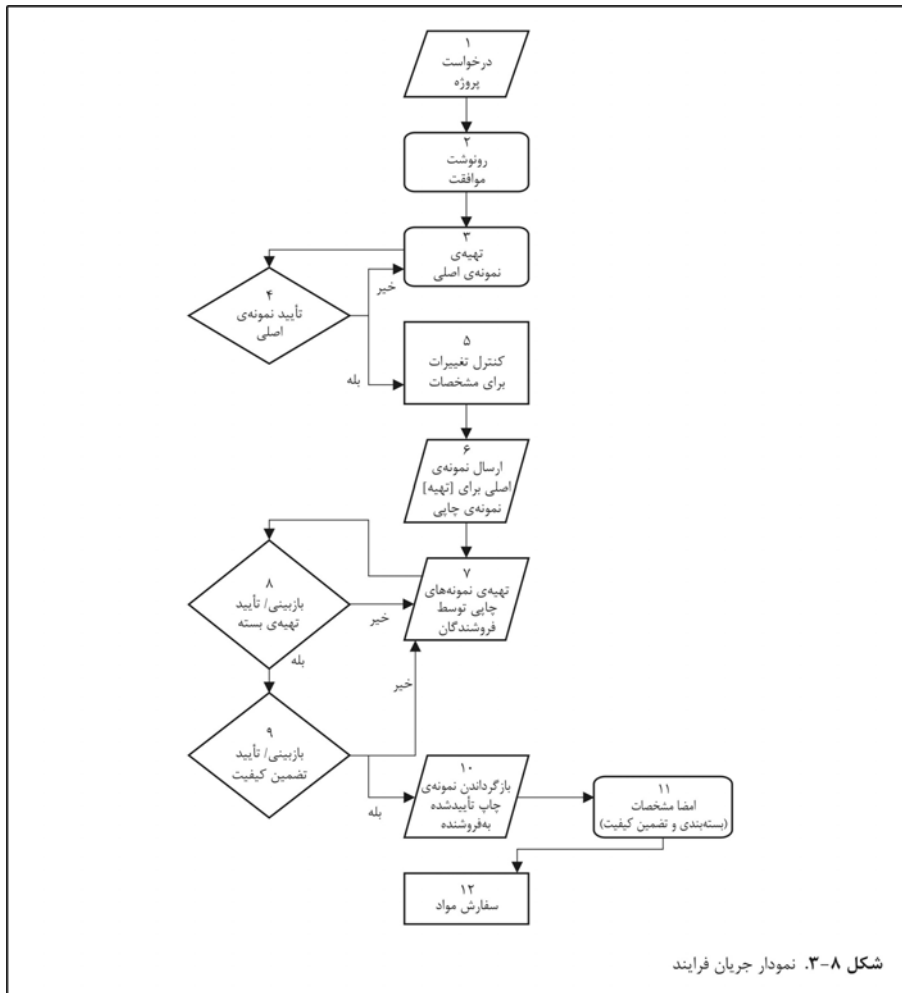 ۱
درخواست
پروژه
۲
رونوشت
موافقت
۳
تهیه‌ی
نمونه‌ی اصلی
خیر
۴
تأیید نمونه‌ی
اصلی
بله
۵
کنترل تغییرات
برای مشخصات
۶
ارسال نمونه‌ی
اصلی برای [تهیه]
نمونه‌ی چاپی
۷
تهیه‌ی نمونه‌های
چاپی توسط
فروشندگان
۸
بازبینی/ تأیید
تهیه‌ی بسته
خیر
بله
خیر
۹
بازبینی/ تأیید
تضمین کیفیت
بله
۱۰
بازگرداندن نمونه‌ی
چاپ تأییدشده
به‌فروشنده
۱۱
امضا مشخصات
(بسته‌بندی و تضمین کیفیت)
۱۲
سفارش مواد
شکل ۸-۳. نمودار جریان فرایند